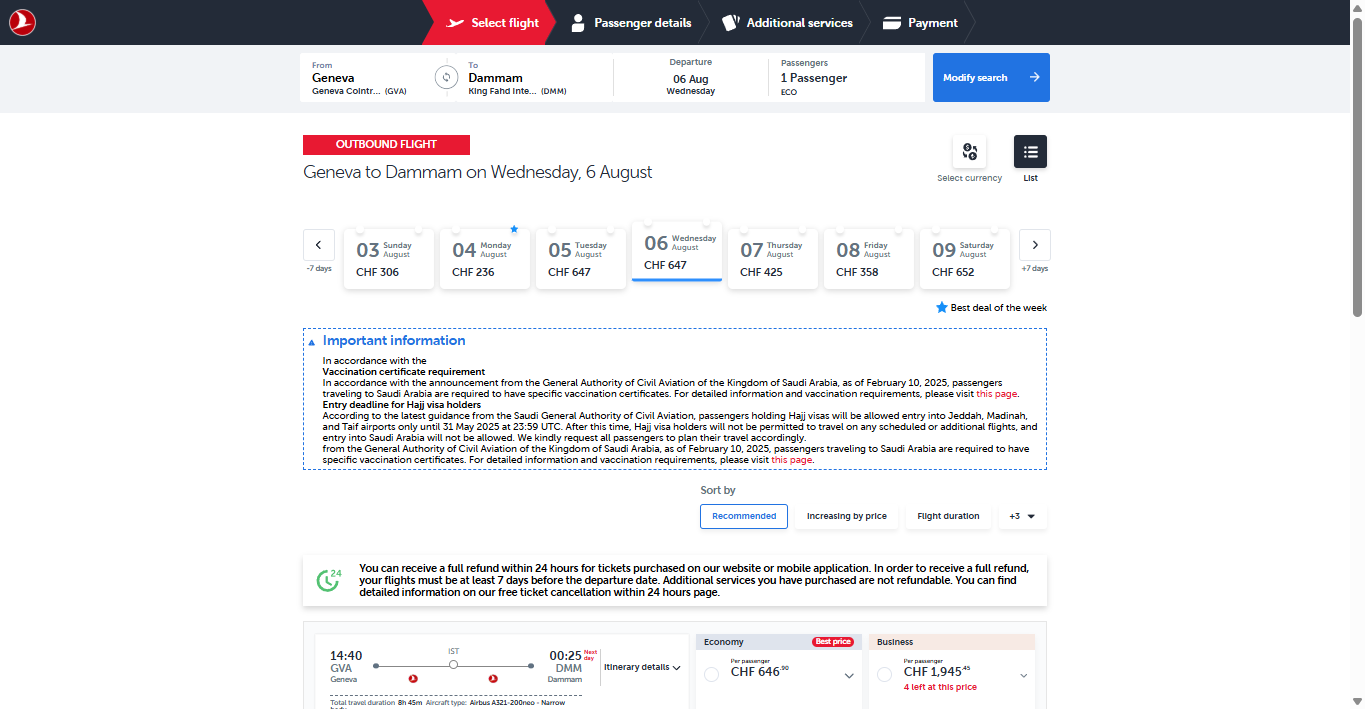 Select flight
Passenger details
Additional services
Payment
From
Geneva
Geneva Cointr... (GVA)
To
Dammam
King Fahd Inte... (DMM)
Departure
06 Aug
Wednesday
Passengers
1 Passenger
ECO
Modify search
OUTBOUND FLIGHT
Geneva to Dammam on Wednesday, 6 August
Select currency
List
-7 days
03 Sunday August
CHF 306
04 Monday August
CHF 236
05 Tuesday August
CHF 647
06 Wednesday August
CHF 647
07 Thursday August
CHF 425
08 Friday August
CHF 358
09 Saturday August
CHF 652
+7 days
Best deal of the week
Important information
In accordance with the
Vaccination certificate requirement
In accordance with the announcement from the General Authority of Civil Aviation of the Kingdom of Saudi Arabia, as of February 10, 2025, passengers
traveling to Saudi Arabia are required to have specific vaccination certificates. For detailed information and vaccination requirements, please visit this page.
Entry deadline for Hajj visa holders
According to the latest guidance from the Saudi General Authority of Civil Aviation, passengers holding Hajj visas will be allowed entry into Jeddah, Madinah,
and Taif airports only until 31 May 2025 at 23:59 UTC. After this time, Hajj visa holders will not be permitted to travel on any scheduled or additional flights, and
entry into Saudi Arabia will not be allowed. We kindly request all passengers to plan their travel accordingly.
from the General Authority of Civil Aviation of the Kingdom of Saudi Arabia, as of February 10, 2025, passengers traveling to Saudi Arabia are required to have
specific vaccination certificates. For detailed information and vaccination requirements, please visit this page.
Sort by
Recommended
Increasing by price
Flight duration
+3
24
You can receive a full refund within 24 hours for tickets purchased on our website or mobile application. In order to receive a full refund,
your flights must be at least 7 days before the departure date. Additional services you have purchased are not refundable. You can find
detailed information on our free ticket cancellation within 24 hours page.
14:40
GVA
Geneva
IST
00:25 Next day
DMM
Dammam
Itinerary details
Total travel duration 8h 45m Aircraft type: Airbus A321-200neo - Narrow
body
Economy
Best price
Per passenger
CHF 646.90
Business
Per passenger
CHF 1,945.45
4 left at this price